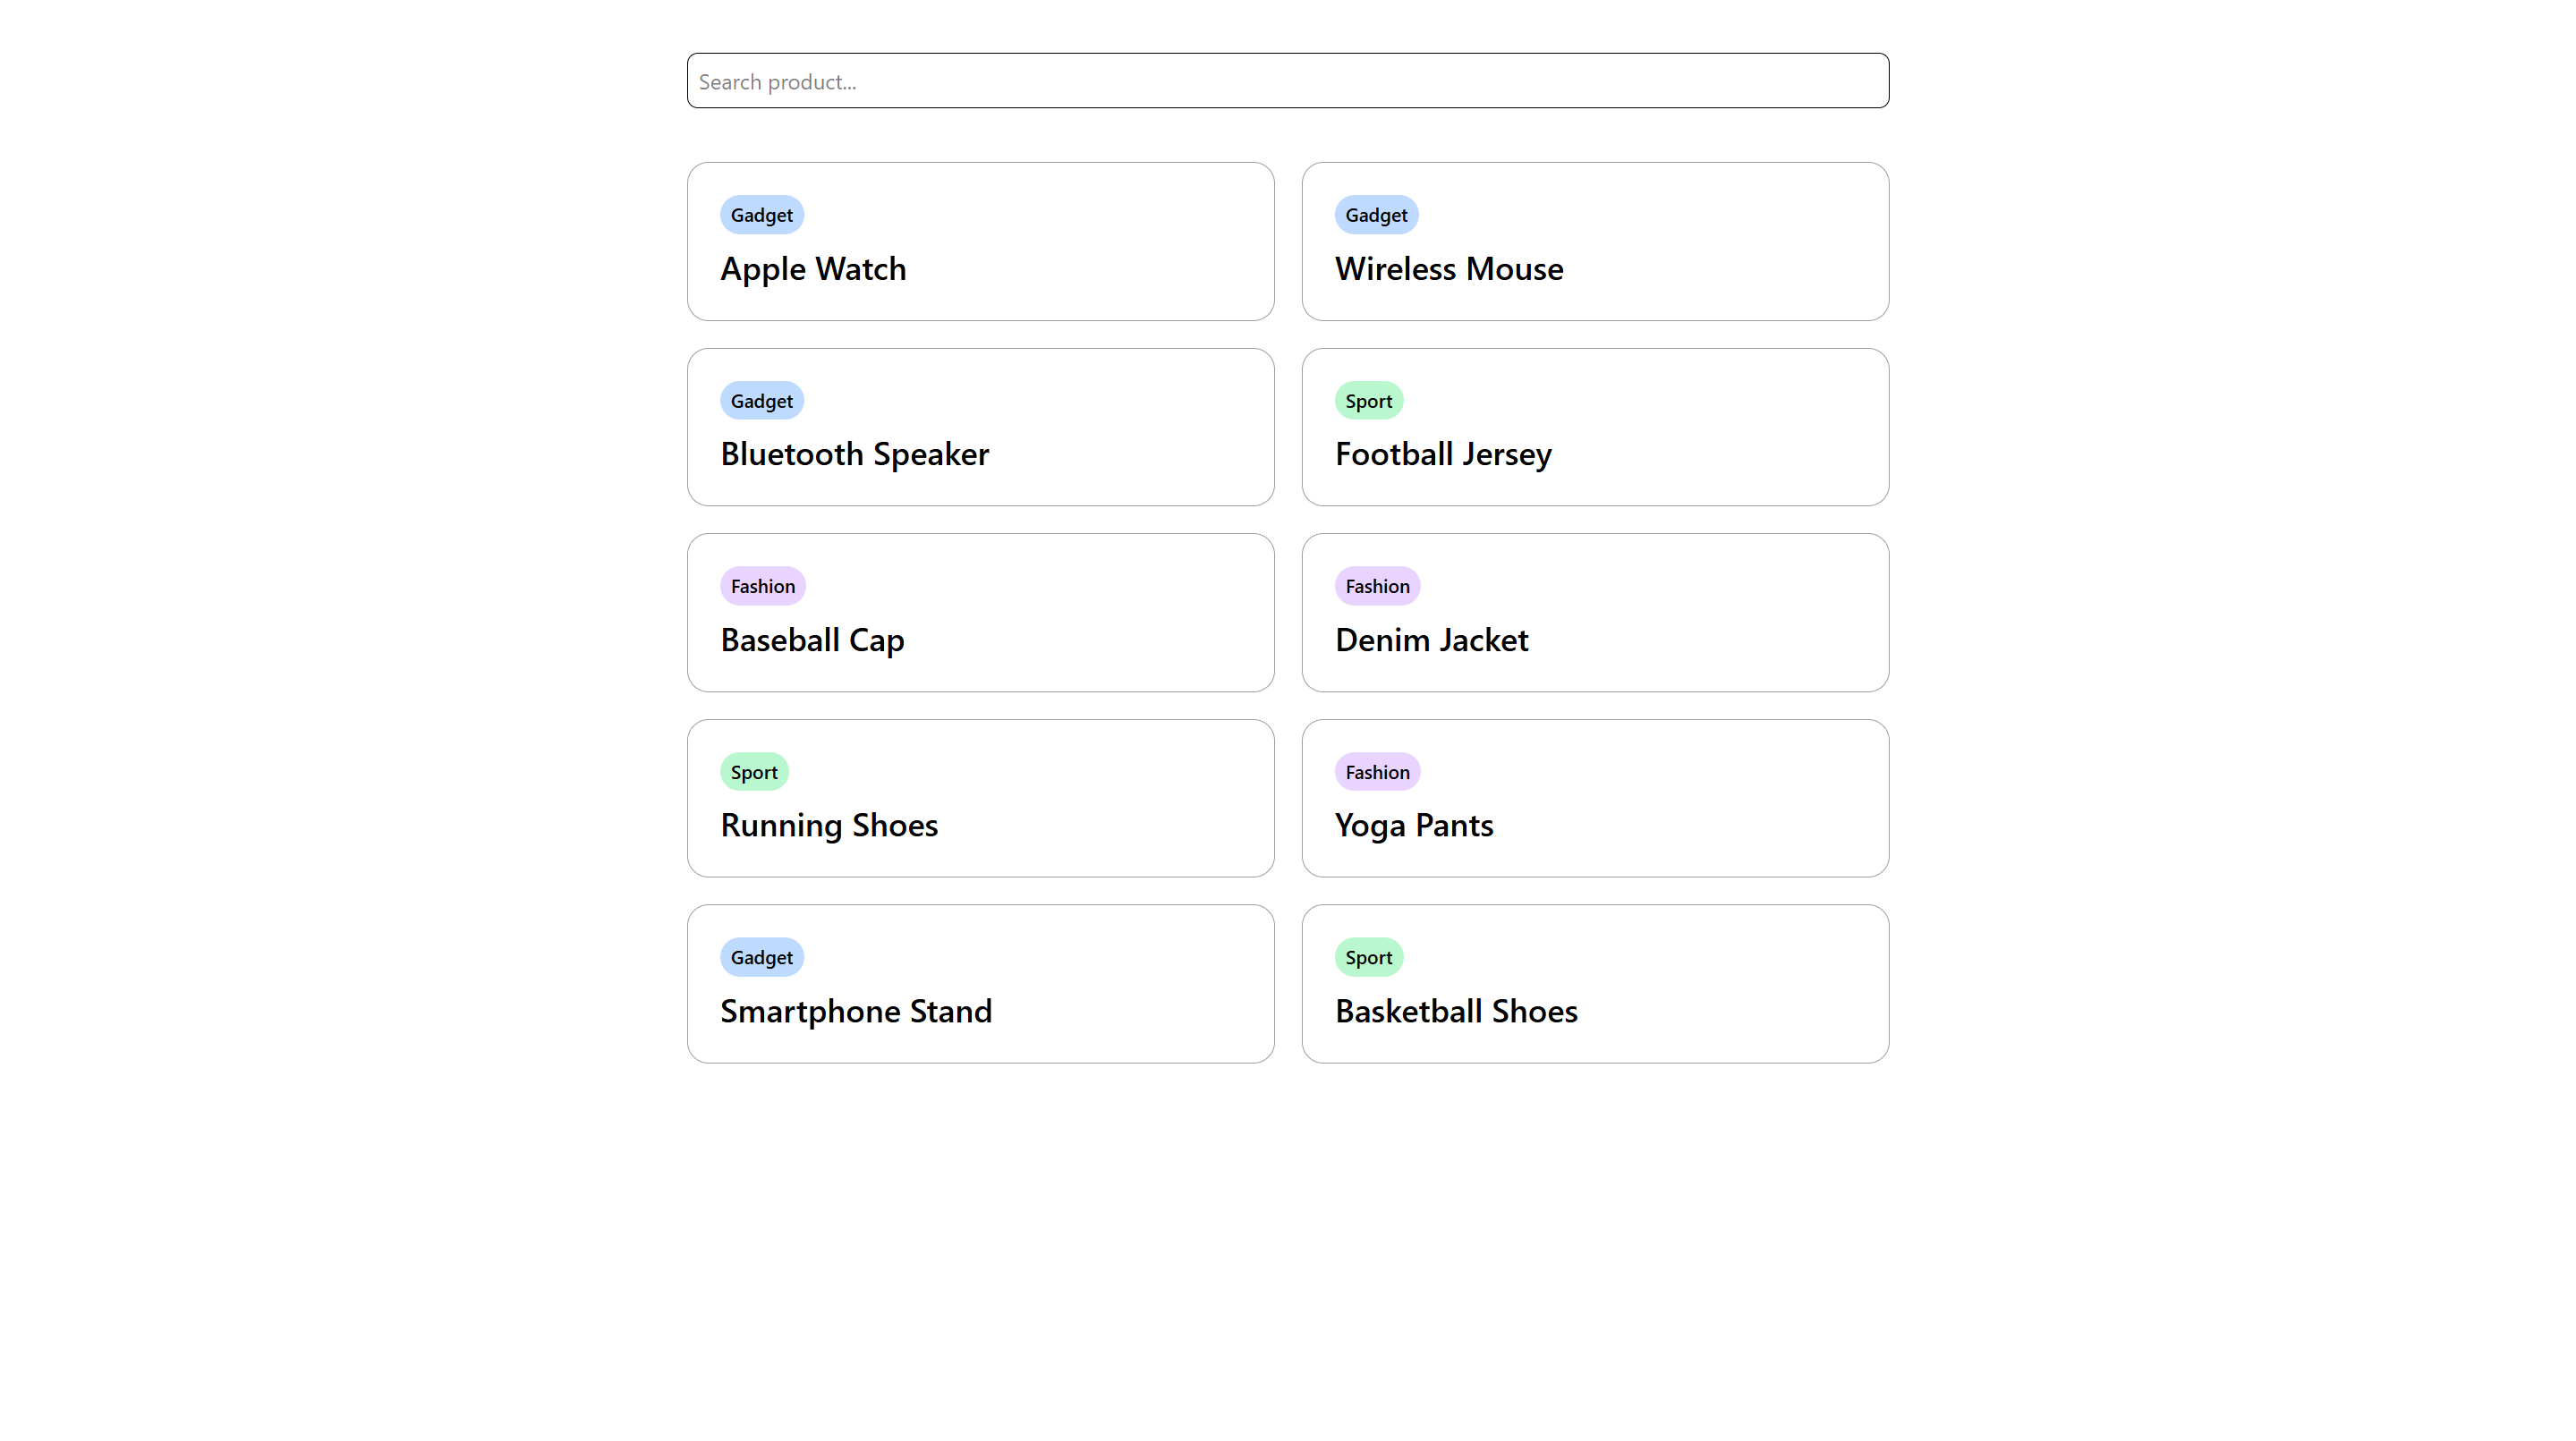 Search product...
Gadget
Apple Watch
Gadget
Wireless Mouse
Gadget
Bluetooth Speaker
Sport
Football Jersey
Fashion
Baseball Cap
Fashion
Denim Jacket
Sport
Running Shoes
Fashion
Yoga Pants
Gadget
Smartphone Stand
Sport
Basketball Shoes